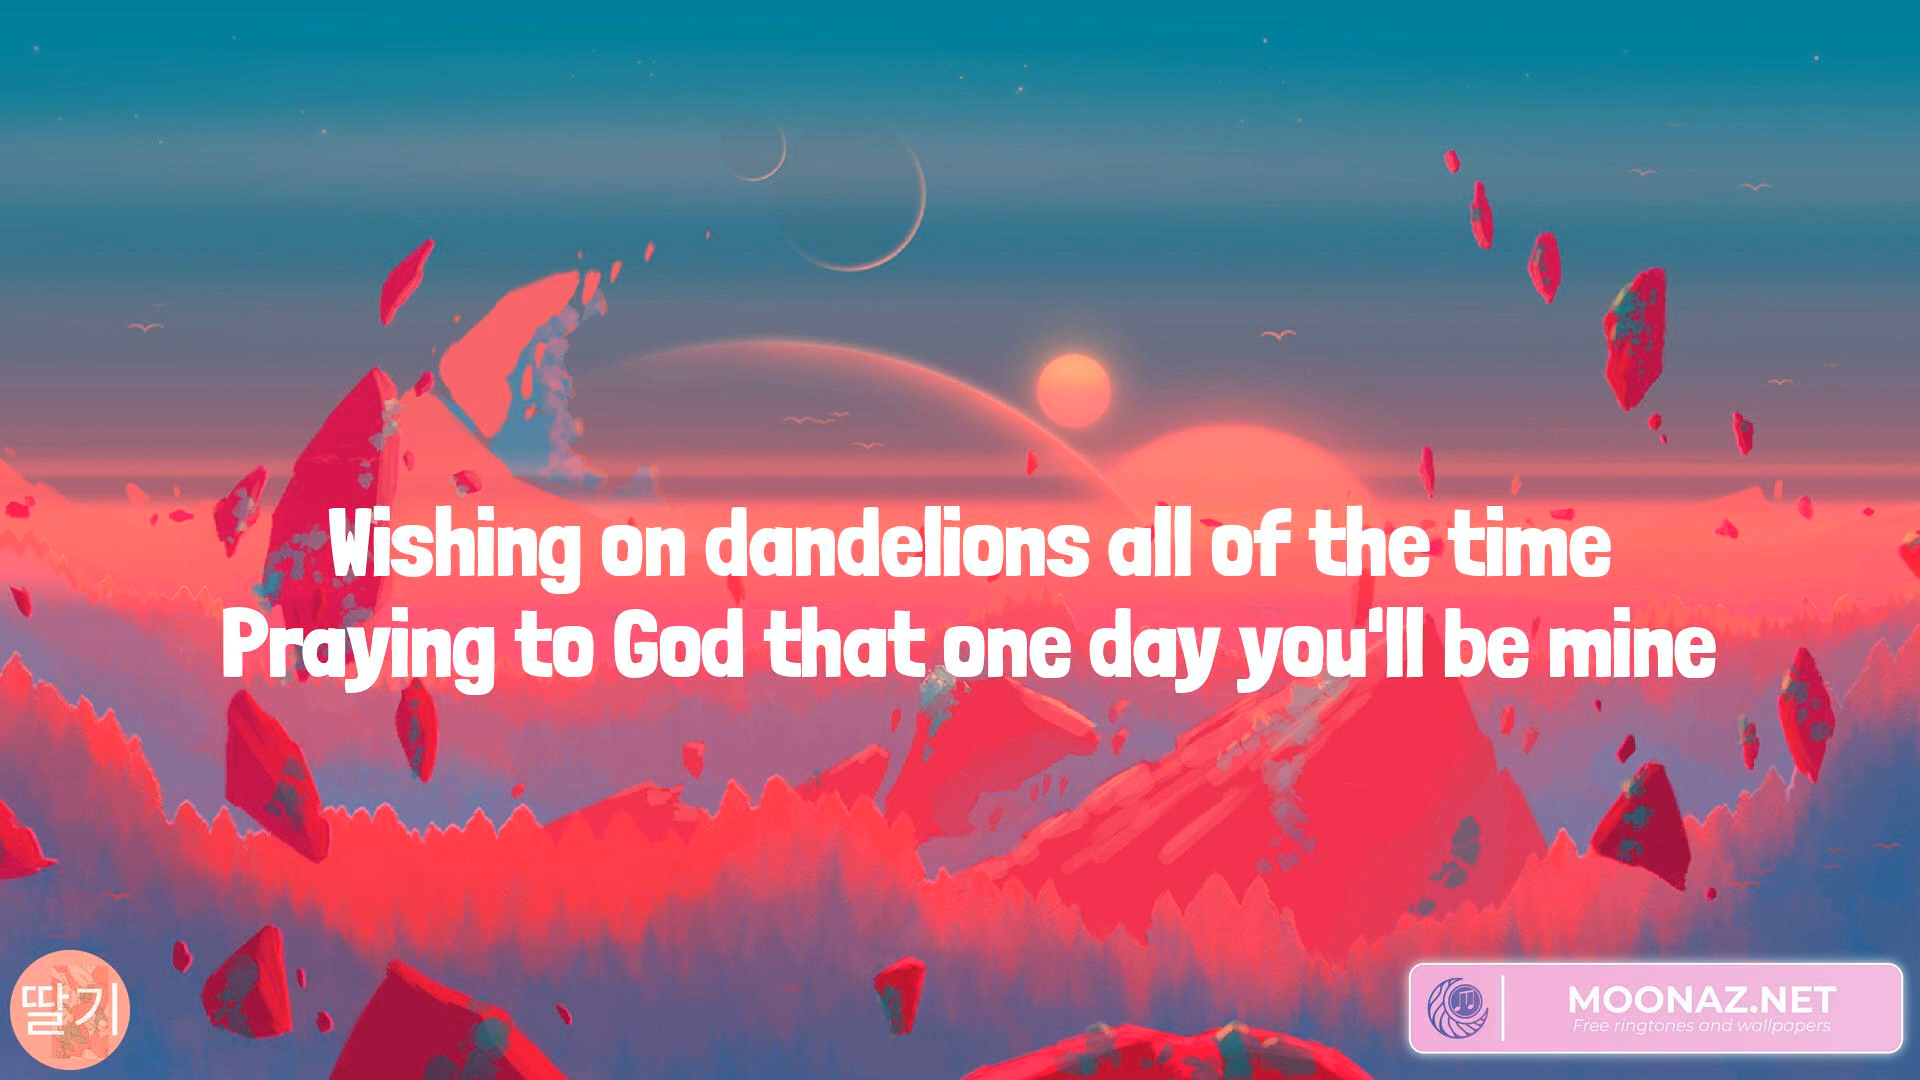 Wishing on dandelions all of the time
Praying to God that one day you'll be mine
딸기
MOONAZ.NET
Free ringtones and wallpapers